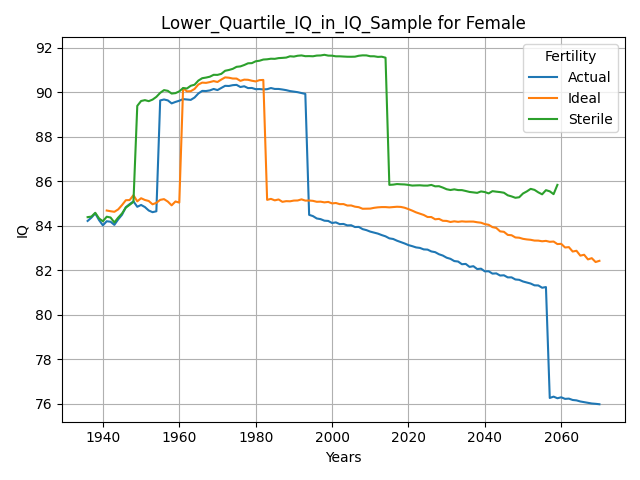 Lower_Quartile_IQ_in_IQ_Sample for Female
92
90
88
86
84
82
80
78
76
IQ
Fertility
Actual
Ideal
Sterile
1940
1960
1980
2000
2020
2040
2060
Years